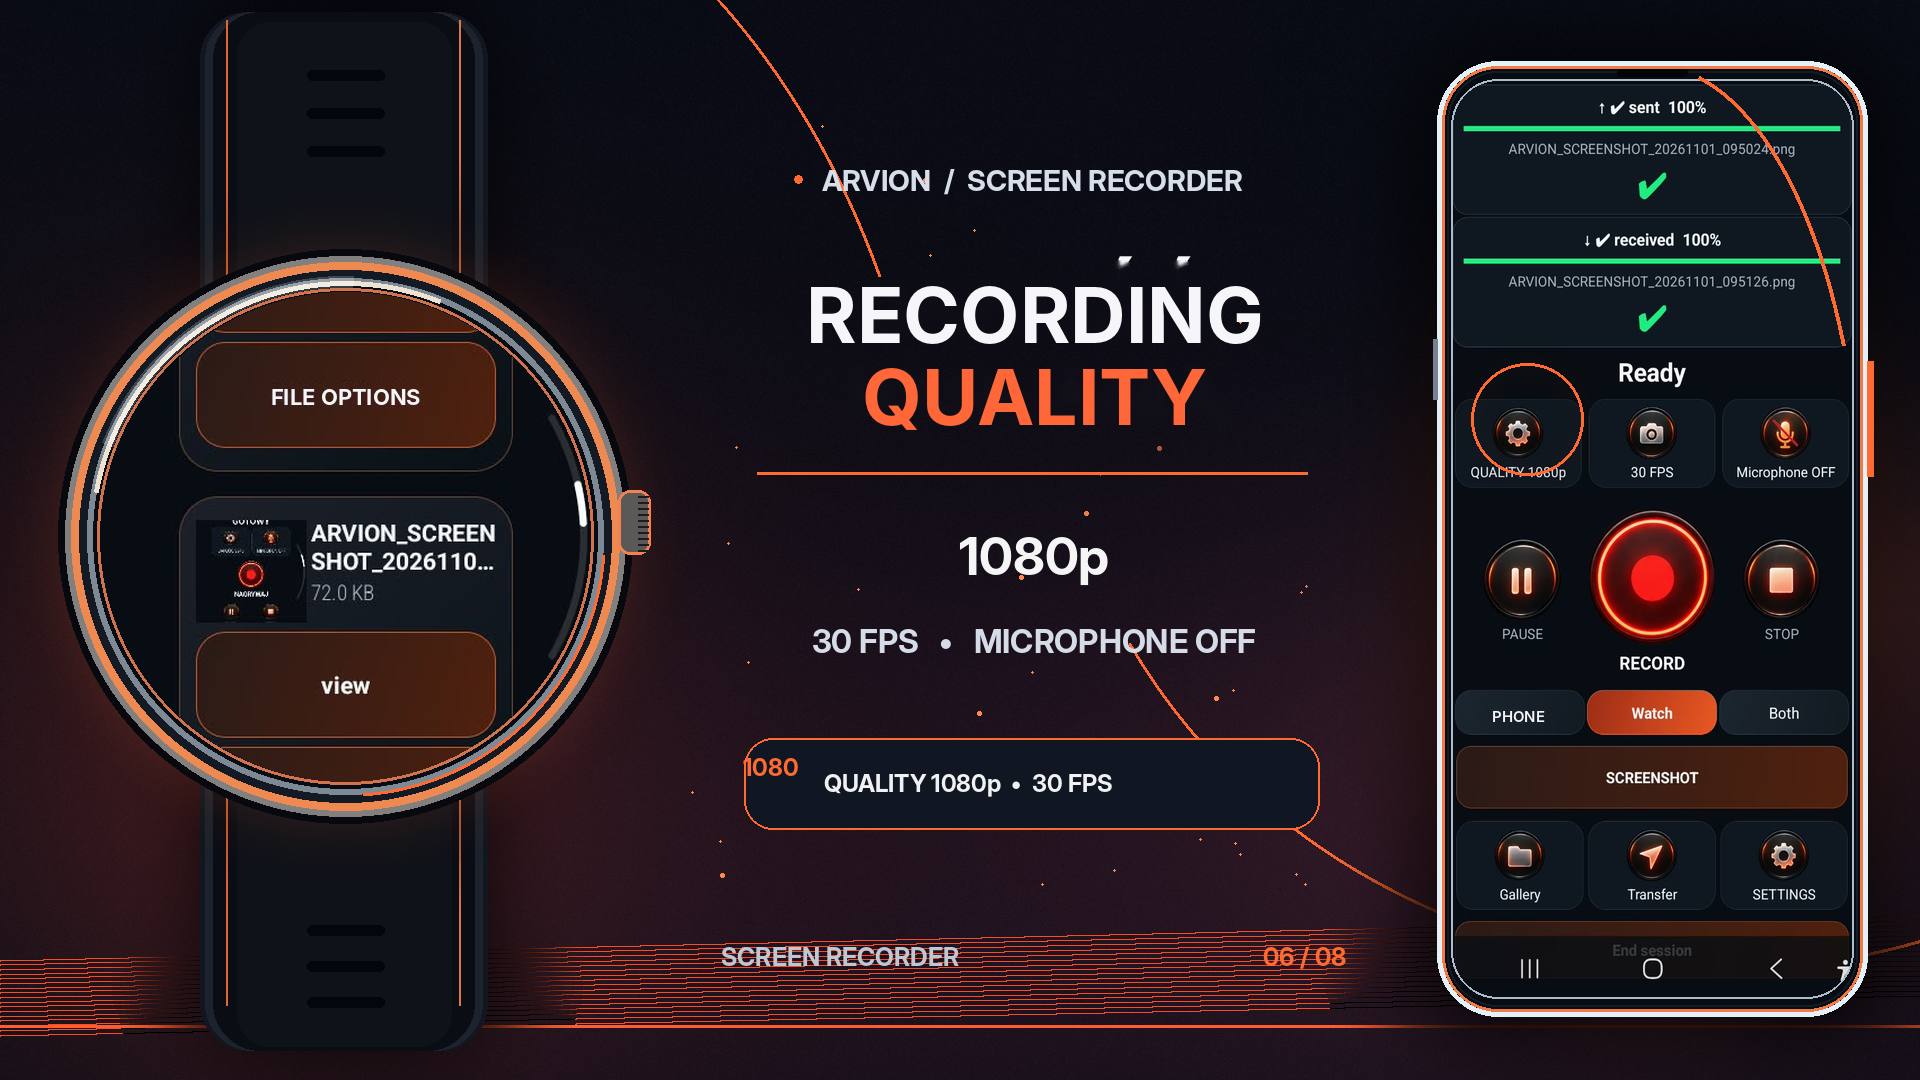 FILE OPTIONS
GOTOWY
NAGRYWAJ
ARVION_SCREEN
SHOT_2026110...
72.0 KB
view
ARVION / SCREEN RECORDER
RECORDING
QUALITY
1080p
30 FPS • MICROPHONE OFF
1080
QUALITY 1080p • 30 FPS
SCREEN RECORDER
06 / 08
↑ ✔ sent 100%
ARVION_SCREENSHOT_20261101_095024.png
↓ ✔ received 100%
ARVION_SCREENSHOT_20261101_095126.png
Ready
QUALITY 1080p
30 FPS
Microphone OFF
PAUSE
STOP
RECORD
PHONE
Watch
Both
SCREENSHOT
Gallery
Transfer
SETTINGS
End session